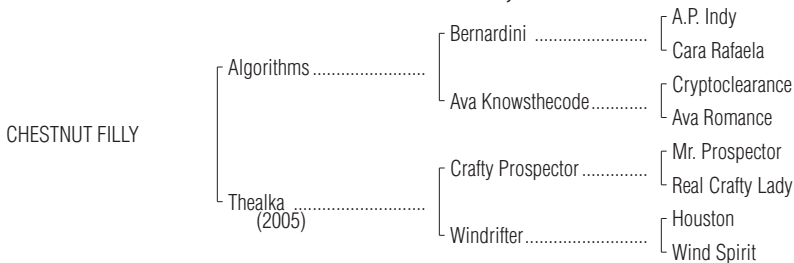 A.P. Indy
Bernardini ........................
Cara Rafaela
Algorithms ........................
Cryptoclearance
Ava Knowsthecode............
Ava Romance
CHESTNUT FILLY
Mr. Prospector
Crafty Prospector ..............
Real Crafty Lady
Thealka ............................
(2005)
Houston
Windrifter..........................
Wind Spirit